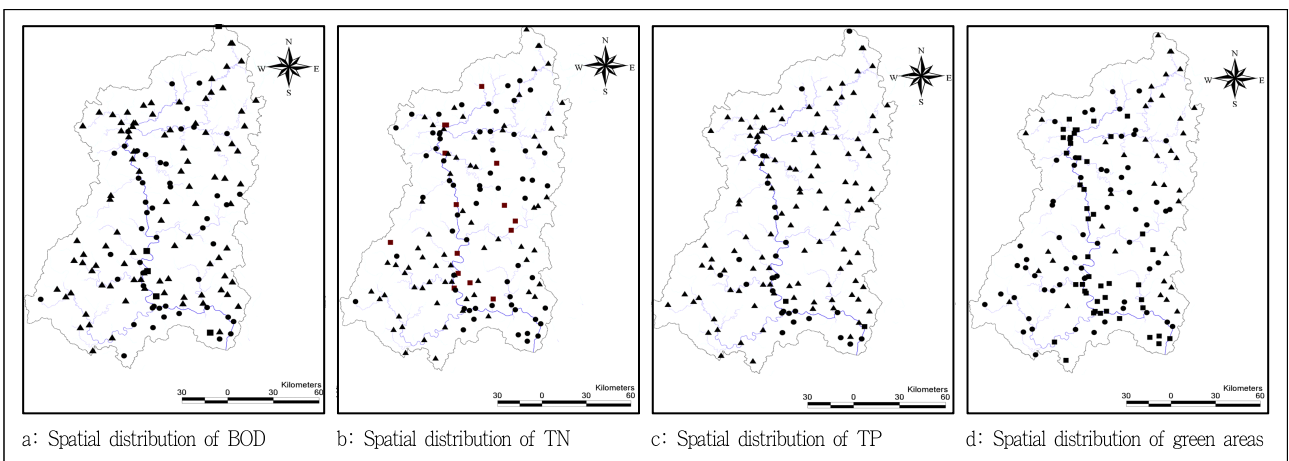 N
W E
S
Kilometers
30 0 30 60
a: Spatial distribution of BOD
N
W E
S
Kilometers
30 0 30 60
b: Spatial distribution of TN
N
W E
S
Kilometers
30 0 30 60
c: Spatial distribution of TP
N
W E
S
Kilometers
30 0 30 60
d: Spatial distribution of green areas